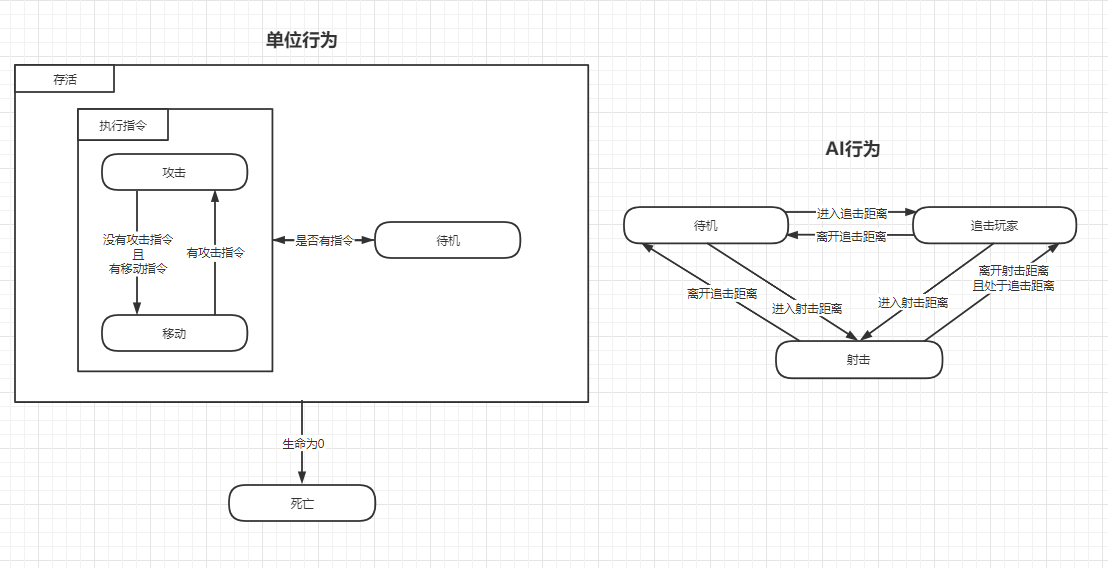 单位行为
存活
执行指令
攻击
没有攻击指令
且
有移动指令
有攻击指令
移动
是否有指令
待机
生命为0
死亡
AI行为
待机
进入追击距离
离开追击距离
追击玩家
离开追击距离
进入射击距离
进入射击距离
离开射击距离
且处于追击距离
射击